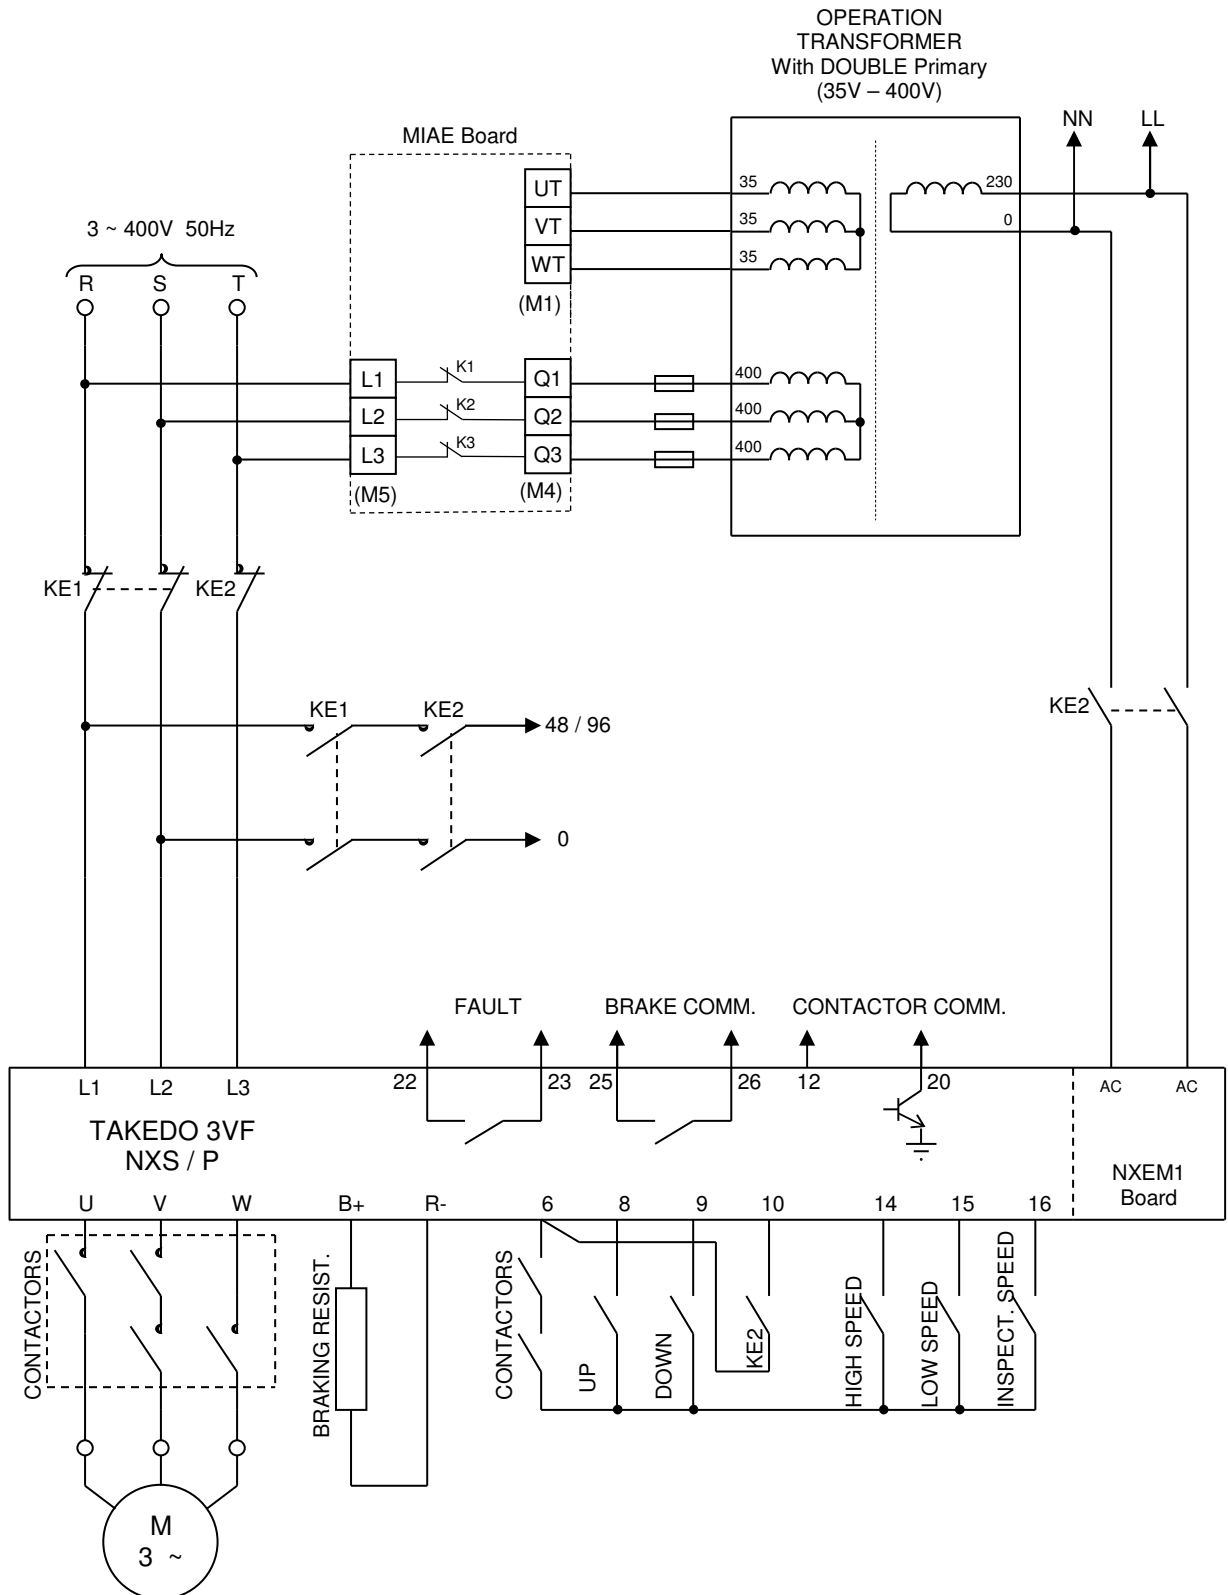 OPERATION
TRANSFORMER
With DOUBLE Primary
(35V – 400V)
NN LL
MIAE Board
UT 35 230
VT 35 0
WT 35
(M1)
3 ~ 400V 50Hz
R S T
L1 K1 Q1 400
L2 K2 Q2 400
L3 K3 Q3 400
(M5) (M4)
KE1 KE2
KE2
KE1 KE2 48 / 96
0
FAULT BRAKE COMM. CONTACTOR COMM.
L1 L2 L3 22 23 25 26 12 20 AC AC
TAKEDO 3VF
NXS / P
NXEM1
Board
U V W B+ R- 6 8 9 10 14 15 16
CONTACTORS
BRAKING RESIST.
CONTACTORS
UP
DOWN
KE2
HIGH SPEED
LOW SPEED
INSPECT. SPEED
M
3 ~